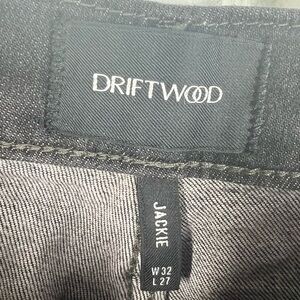 DRIFTWOOD
JACKIE
W 32
L 27